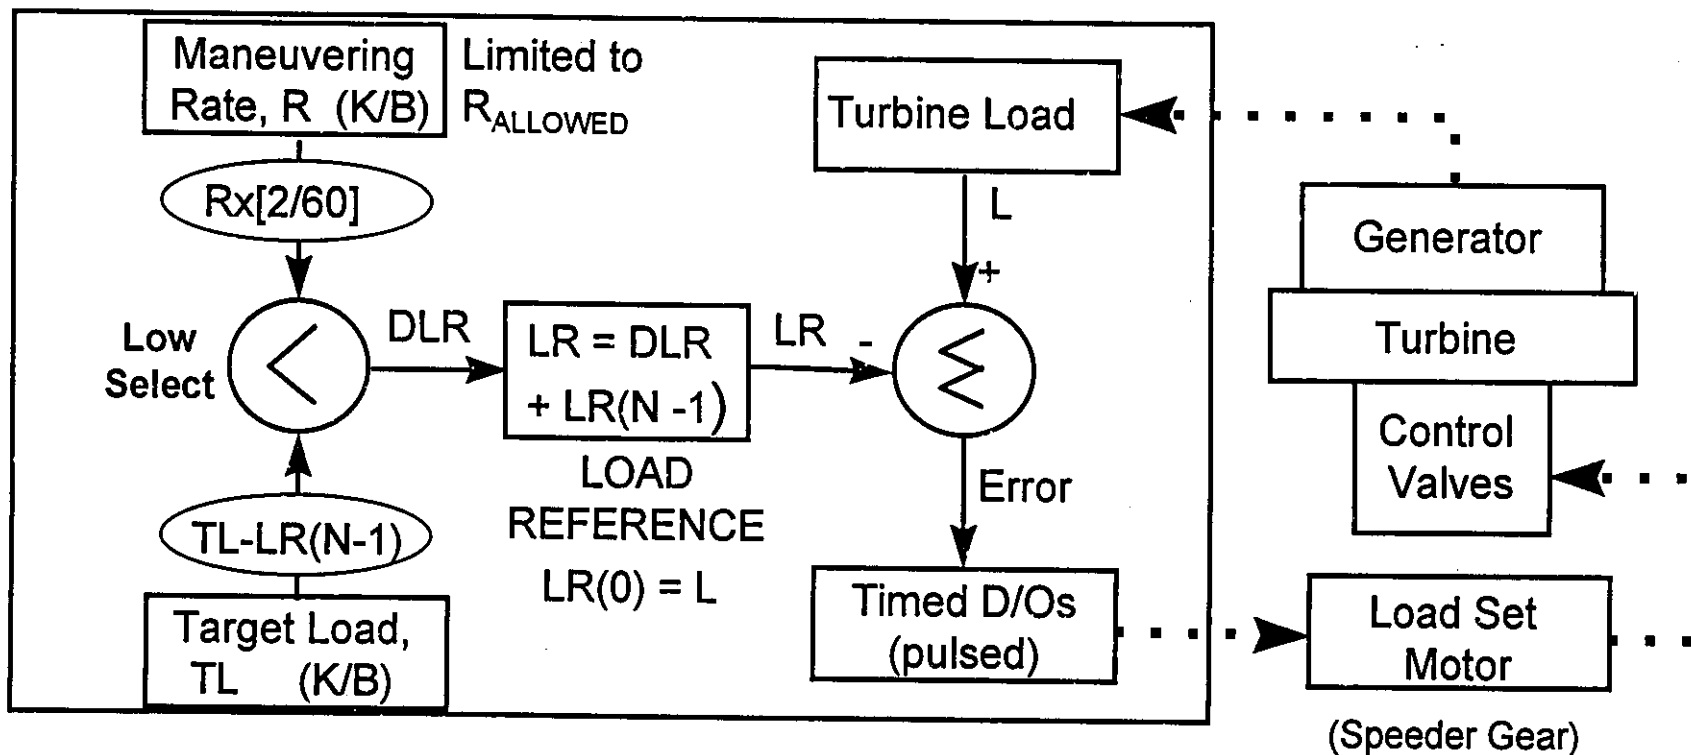 Maneuvering
Rate, R (K/B)
Limited to
R_ALLOWED
Rx[2/60]
Low
Select
<
DLR
LR = DLR
+ LR(N -1)
LOAD
REFERENCE
LR(0) = L
LR
-
TL-LR(N-1)
Target Load,
TL (K/B)
Turbine Load
L
+
Σ
Error
Timed D/Os
(pulsed)
Generator
Turbine
Control
Valves
Load Set
Motor
(Speeder Gear)